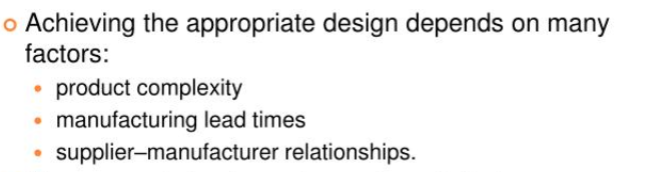 Achieving the appropriate design depends on many
factors:
product complexity
manufacturing lead times
supplier–manufacturer relationships.